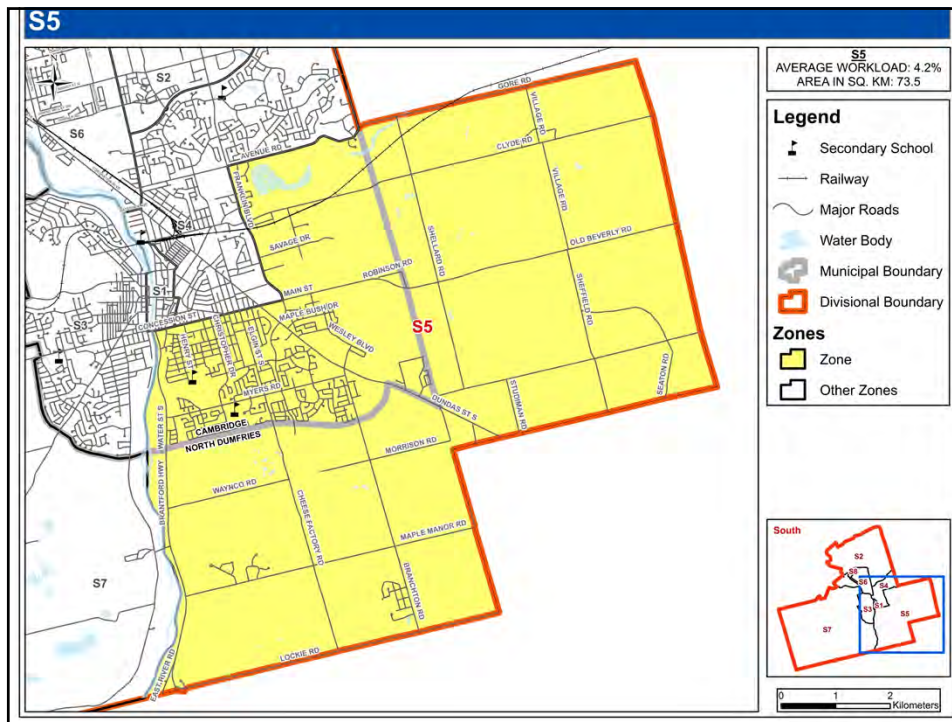 S5
S5
AVERAGE WORKLOAD: 4.2%
AREA IN SQ. KM: 73.5
Legend
Secondary School
Railway
Major Roads
Water Body
Municipal Boundary
Divisional Boundary
Zones
Zone
Other Zones
S2
S6
GORE RD
VILLAGE RD
CLYDE RD
AVENUE RD
FRANKLIN BLVD
VILLAGE RD
S4
SAVAGE DR
SHELLARD RD
OLD BEVERLY RD
ROBINSON RD
S1
MAIN ST
SHEFFIELD RD
MAPLE BUSH DR
CONCESSION ST
S3
WESLEY BLVD
S5
HENRY ST
CHRISTOPHER DR
ELGIN ST S
MYERS RD
SEATON RD
DUNDAS ST S
STUDIMAN RD
WATER ST S
CAMBRIDGE
NORTH DUMFRIES
MORRISON RD
WAYNCO RD
BRANTFORD HWY
CHEESE FACTORY RD
MAPLE MANOR RD
S7
BRANCHTON RD
LOCKIE RD
EAST RIVER RD
South
S2
S8
S6
S4
S3
S1
S5
S7
0 1 2
Kilometers